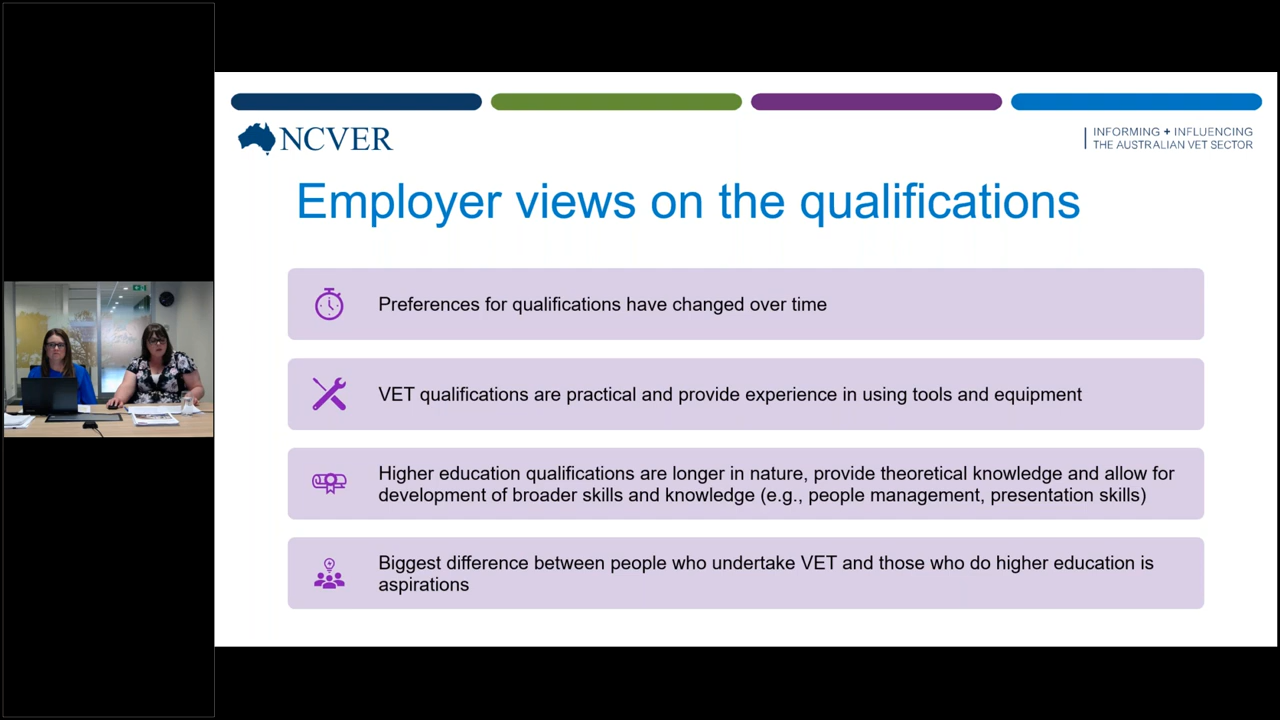 NCVER
INFORMING + INFLUENCING
THE AUSTRALIAN VET SECTOR
Employer views on the qualifications
Preferences for qualifications have changed over time
VET qualifications are practical and provide experience in using tools and equipment
Higher education qualifications are longer in nature, provide theoretical knowledge and allow for
development of broader skills and knowledge (e.g., people management, presentation skills)
Biggest difference between people who undertake VET and those who do higher education is
aspirations